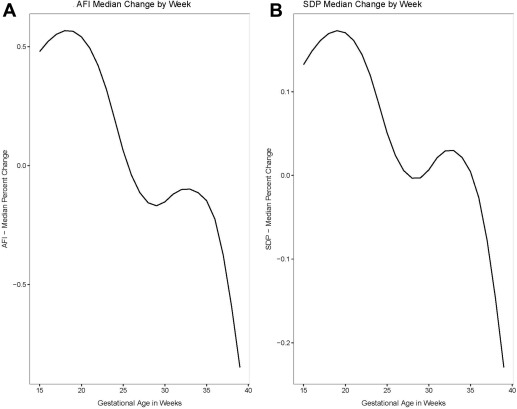 A
AFI Median Change by Week
AFI − Median Percent Change
0.5
0.0
−0.5
15 20 25 30 35 40
Gestational Age in Weeks
B
SDP Median Change by Week
SDP − Median Percent Change
0.1
0.0
−0.1
−0.2
15 20 25 30 35 40
Gestational Age in Weeks